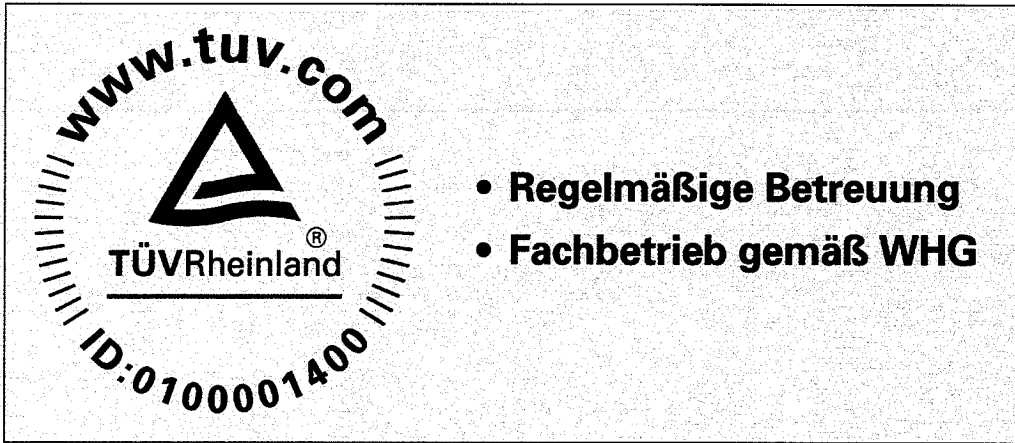 www.tuv.com
®
TÜVRheinland
ID:0100001400
• Regelmäßige Betreuung
• Fachbetrieb gemäß WHG